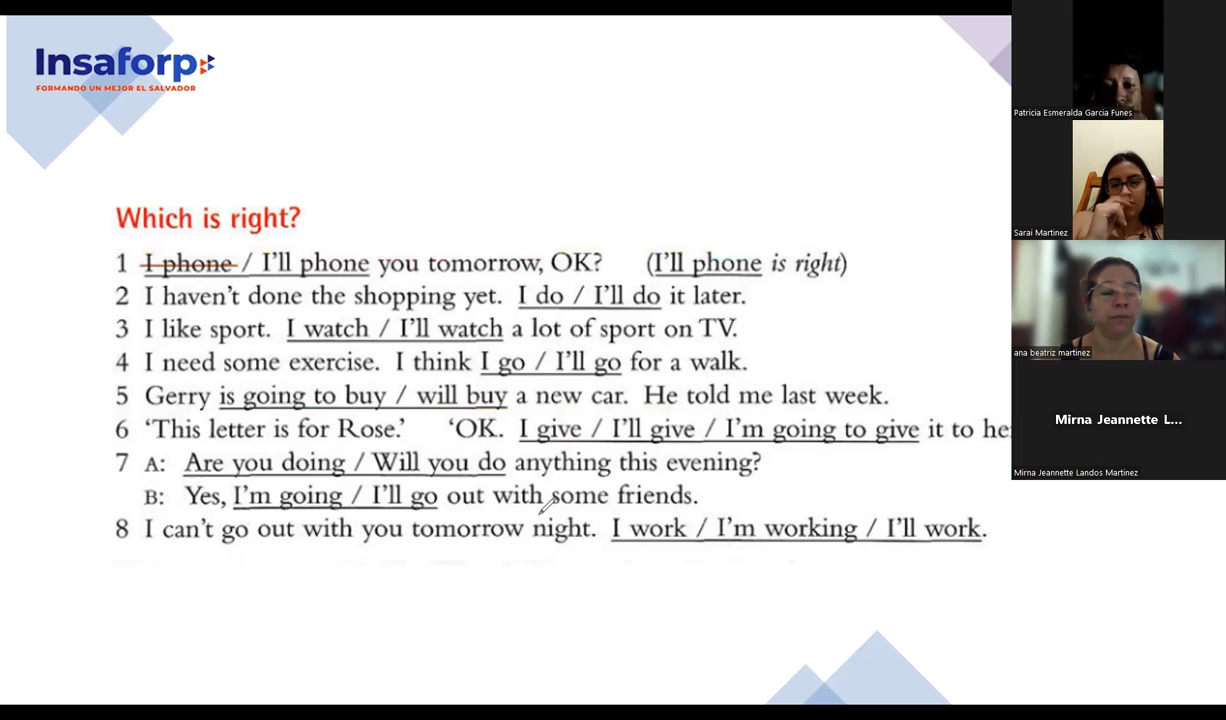 Insaforp
FORMANDO UN MEJOR EL SALVADOR
Which is right?
1 I phone / I'll phone you tomorrow, OK? (I'll phone is right)
2 I haven't done the shopping yet. I do / I'll do it later.
3 I like sport. I watch / I'll watch a lot of sport on TV.
4 I need some exercise. I think I go / I'll go for a walk.
5 Gerry is going to buy / will buy a new car. He told me last week.
6 'This letter is for Rose.' 'OK. I give / I'll give / I'm going to give it to he
7 A: Are you doing / Will you do anything this evening?
B: Yes, I'm going / I'll go out with some friends.
8 I can't go out with you tomorrow night. I work / I'm working / I'll work.
Patricia Esmeralda Garcia Funes
Sarai Martinez
ana beatriz martinez
Mirna Jeannette L...
Mirna Jeannette Landos Martinez